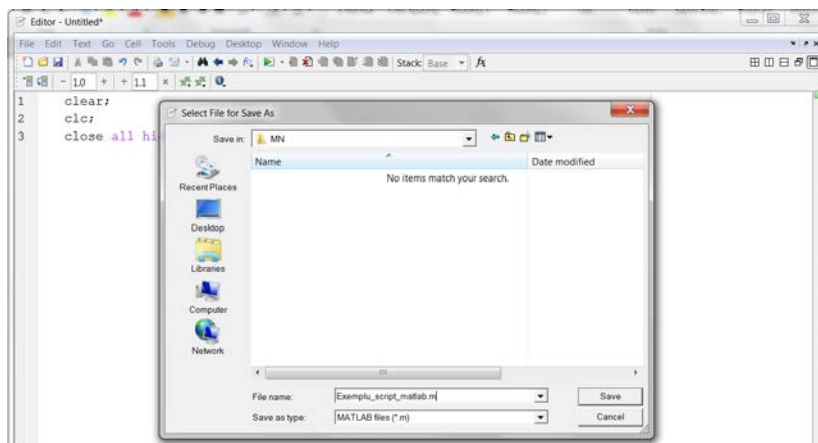 Editor - Untitled*
File Edit Text Go Cell Tools Debug Desktop Window Help
Stack: Base fx
- 1.0 + ÷ 1.1 ×
1 clear;
2 clc;
3 close all hi
Select File for Save As
Save in: MN
Name Date modified
No items match your search.
Recent Places
Desktop
Libraries
Computer
Network
File name: Exemplu_script_matlab.m Save
Save as type: MATLAB files (*.m) Cancel